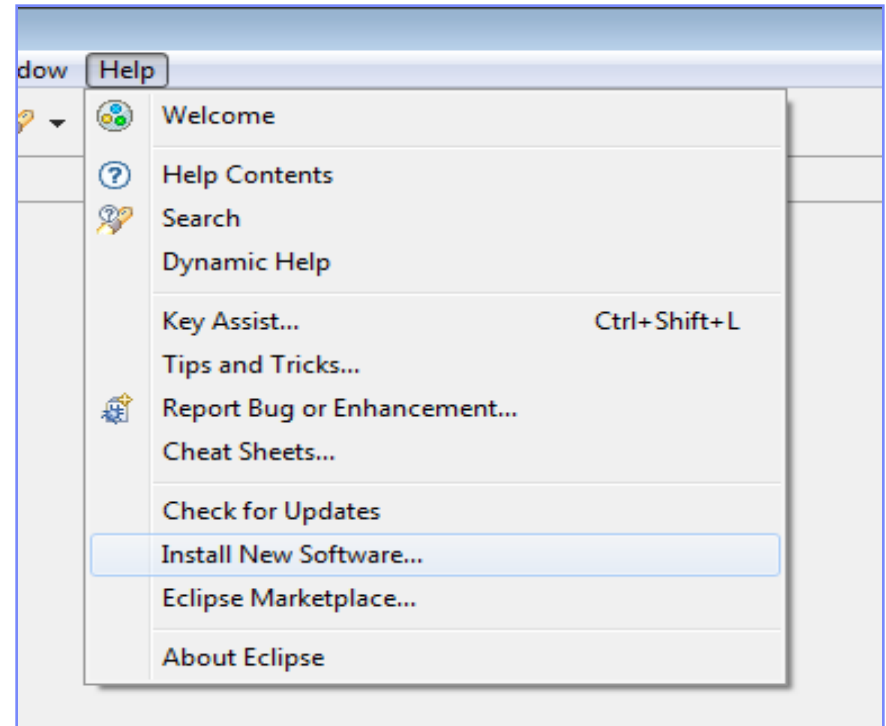 dow Help
Welcome
Help Contents
Search
Dynamic Help
Key Assist... Ctrl+Shift+L
Tips and Tricks...
Report Bug or Enhancement...
Cheat Sheets...
Check for Updates
Install New Software...
Eclipse Marketplace...
About Eclipse